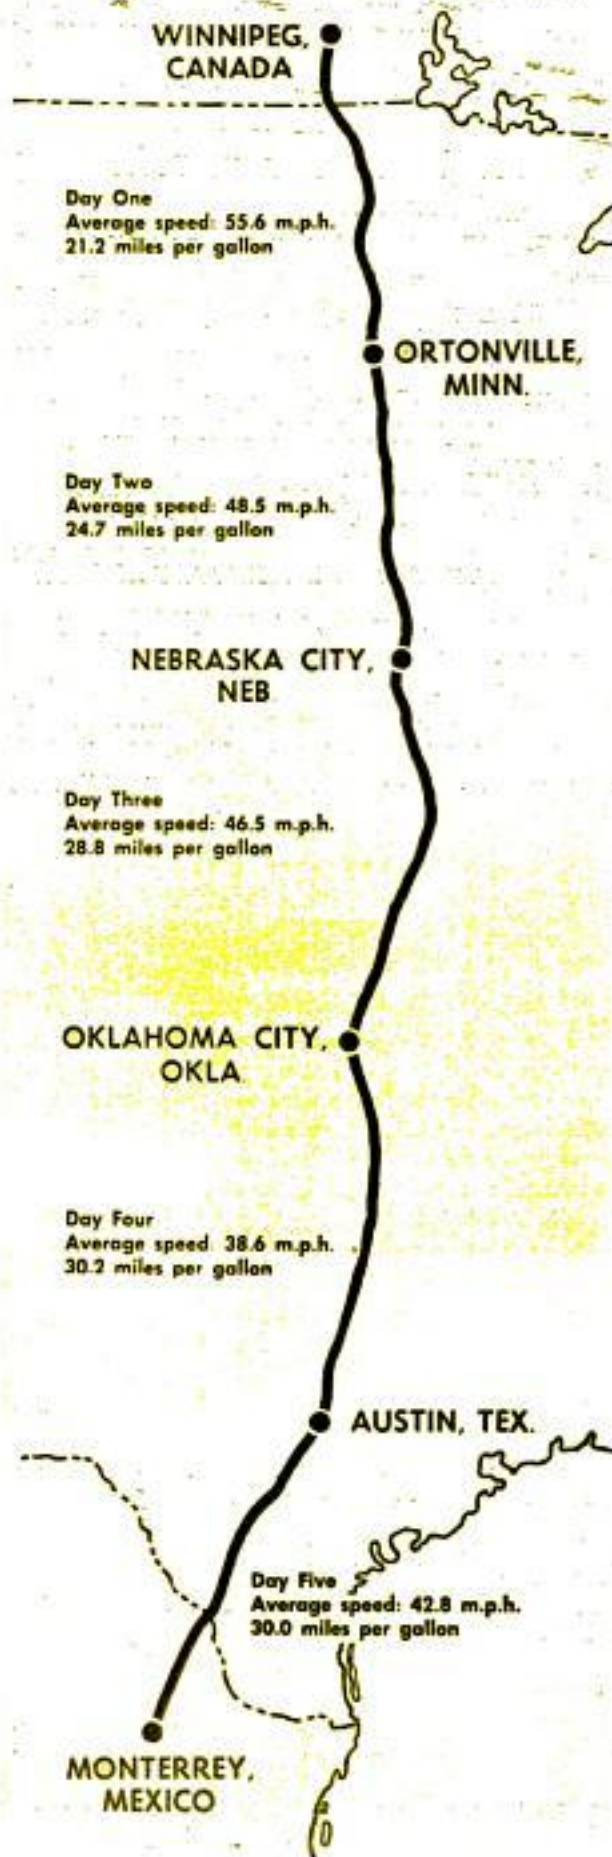 WINNIPEG,
CANADA
Day One
Average speed: 55.6 m.p.h.
21.2 miles per gallon
ORTONVILLE,
MINN.
Day Two
Average speed: 48.5 m.p.h.
24.7 miles per gallon
NEBRASKA CITY,
NEB
Day Three
Average speed: 46.5 m.p.h.
28.8 miles per gallon
OKLAHOMA CITY,
OKLA
Day Four
Average speed 38.6 m.p.h.
30.2 miles per gallon
AUSTIN, TEX.
Day Five
Average speed: 42.8 m.p.h.
30.0 miles per gallon
MONTERREY,
MEXICO